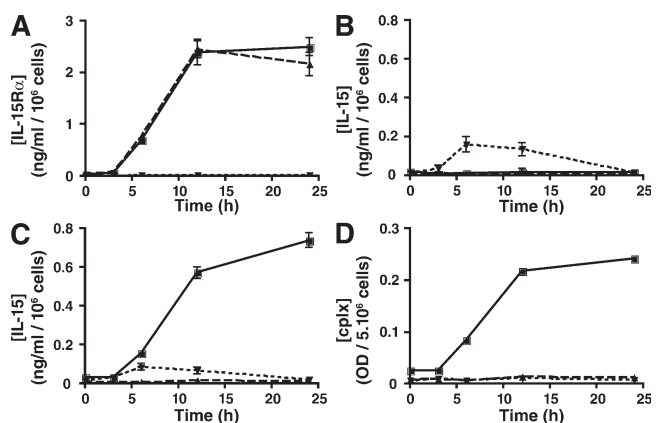 A
[IL-15Rα]
(ng/ml / 10⁶ cells)
3
2
1
0
0 5 10 15 20 25
Time (h)
B
[IL-15]
(ng/ml / 10⁶ cells)
0.8
0.6
0.4
0.2
0
0 5 10 15 20 25
Time (h)
C
[IL-15]
(ng/ml / 10⁶ cells)
0.8
0.6
0.4
0.2
0
0 5 10 15 20 25
Time (h)
D
[cplx]
(OD / 5.10⁶ cells)
0.3
0.2
0.1
0
0 5 10 15 20 25
Time (h)